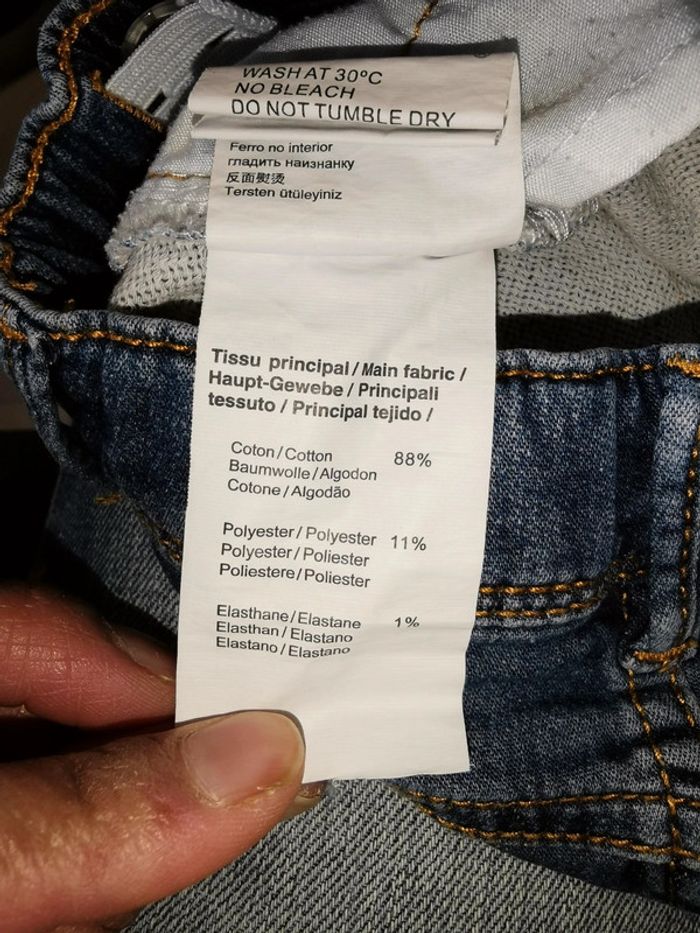 WASH AT 30°C
NO BLEACH
DO NOT TUMBLE DRY
Ferro no interior
гладить наизнанку
反面熨烫
Tersten ütüleyiniz
Tissu principal / Main fabric /
Haupt-Gewebe / Principali
tessuto / Principal tejido /
Coton / Cotton 88%
Baumwolle / Algodon
Cotone / Algodão
Polyester / Polyester 11%
Polyester / Poliester
Poliestere / Poliester
Elasthane / Elastane 1%
Elasthan / Elastano
Elastano / Elastano